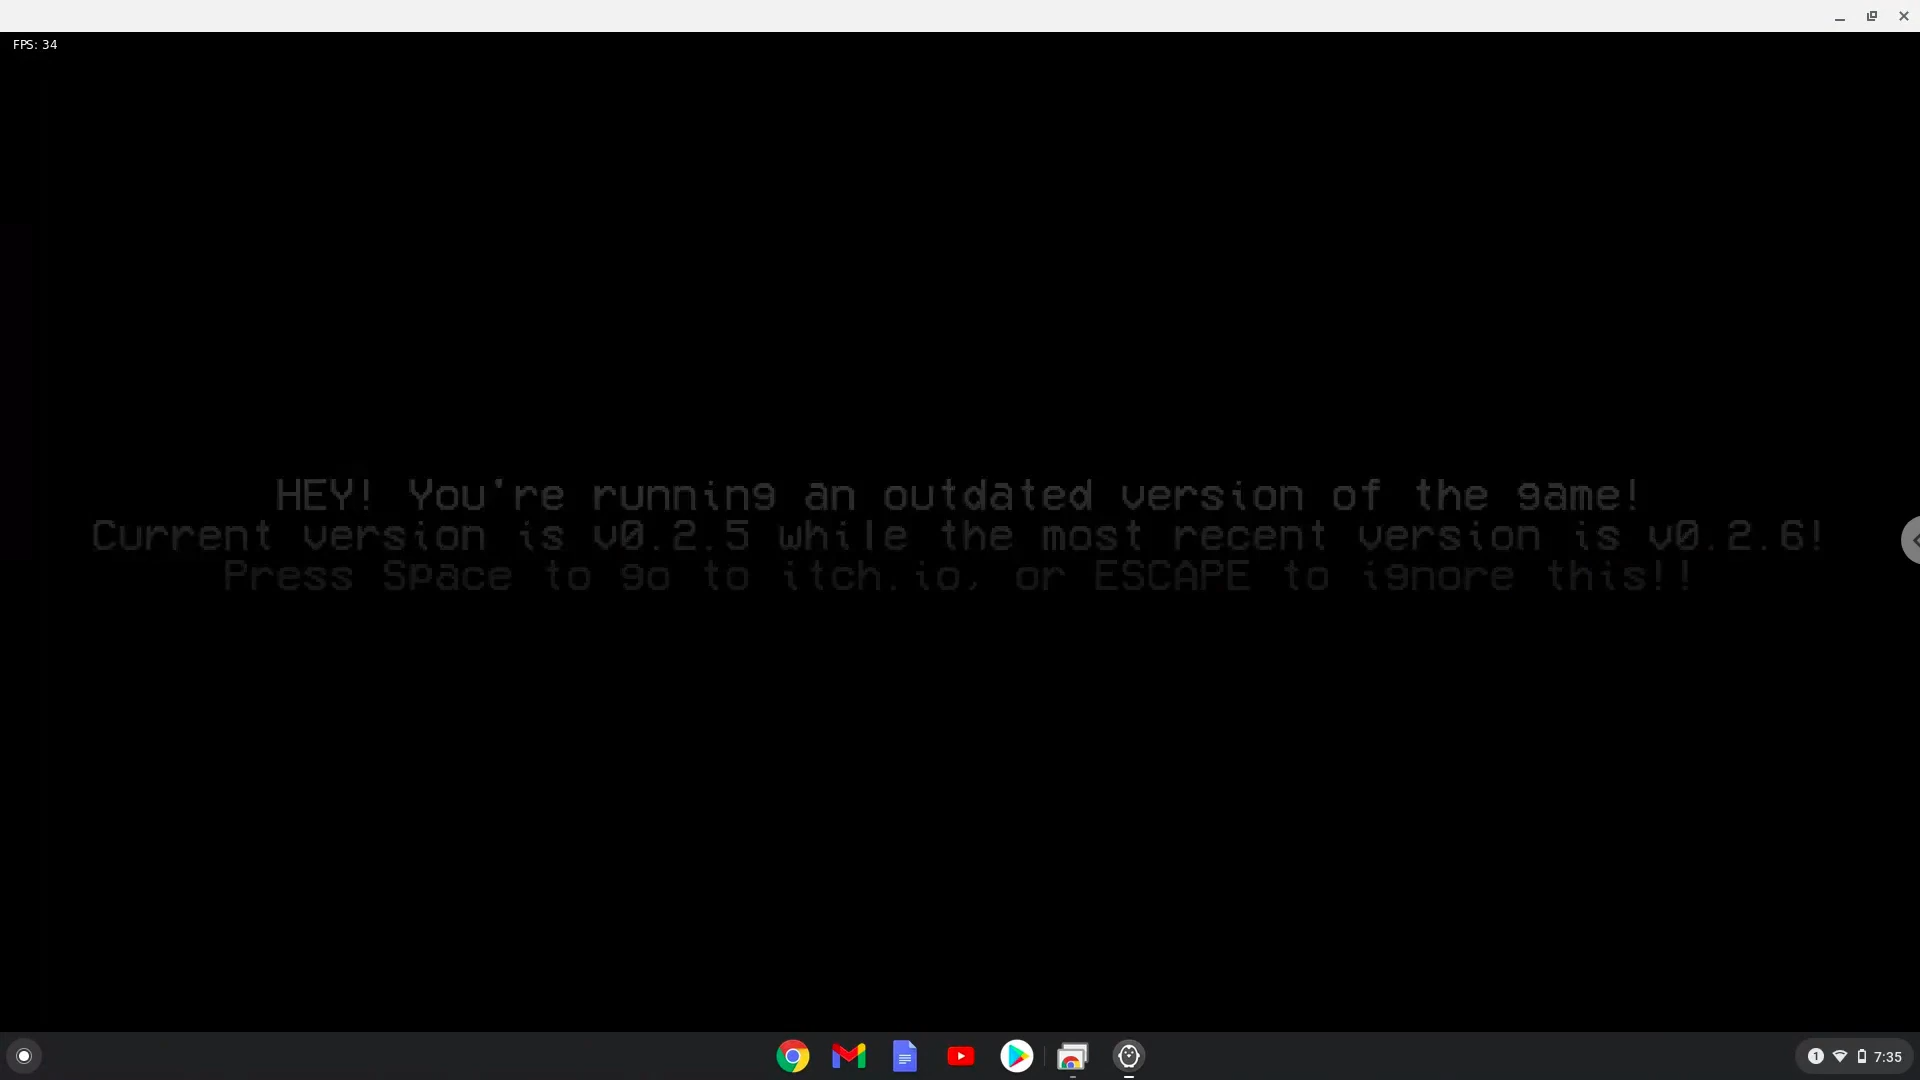 FPS: 34
HEY! You're running an outdated version of the game!
Current version is v0.2.5 while the most recent version is v0.2.6!
Press Space to go to itch.io, or ESCAPE to ignore this!!
1 7:35